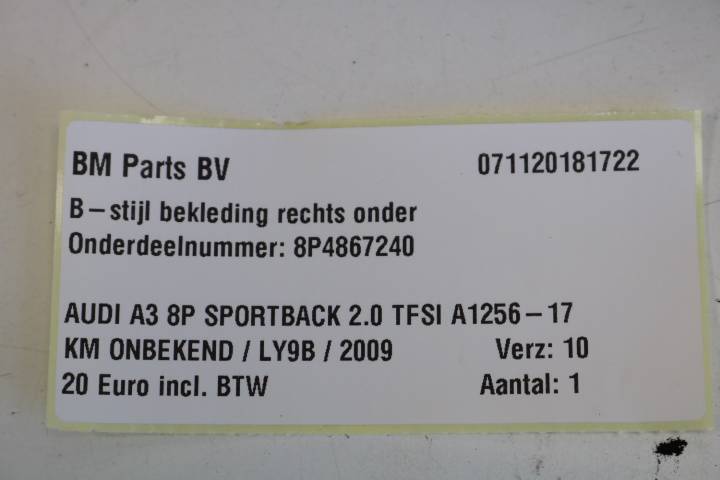 BM Parts BV 071120181722
B-stijl bekleding rechts onder
Onderdeelnummer: 8P4867240
AUDI A3 8P SPORTBACK 2.0 TFSI A1256-17
KM ONBEKEND / LY9B / 2009 Verz: 10
20 Euro incl. BTW Aantal: 1